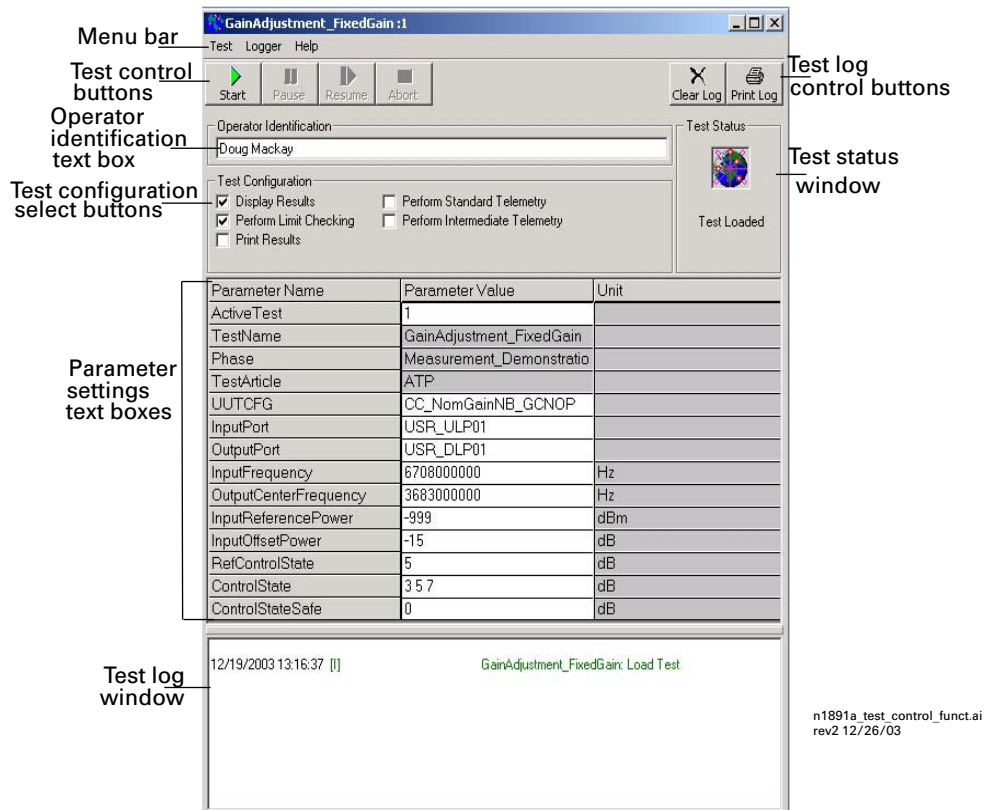 GainAdjustment_FixedGain :1
Menu bar
Test Logger Help
Test control
buttons
Start Pause Resume Abort
Clear Log Print Log
Test log
control buttons
Operator
identification
text box
Operator Identification
Doug Mackay
Test Status
Test Loaded
Test status
window
Test configuration
select buttons
Test Configuration
Display Results Perform Standard Telemetry
Perform Limit Checking Perform Intermediate Telemetry
Print Results
Parameter
settings
text boxes
Parameter Name Parameter Value Unit
ActiveTest 1
TestName GainAdjustment_FixedGain
Phase Measurement_Demonstratio
TestArticle ATP
UUTCFG CC_NomGainNB_GCNOP
InputPort USR_ULP01
OutputPort USR_DLP01
InputFrequency 6708000000 Hz
OutputCenterFrequency 3683000000 Hz
InputReferencePower -999 dBm
InputOffsetPower -15 dB
RefControlState 5 dB
ControlState 3 5 7 dB
ControlStateSafe 0 dB
Test log
window
12/19/2003 13:16:37 [I] GainAdjustment_FixedGain: Load Test
n1891a_test_control_funct.ai
rev2 12/26/03